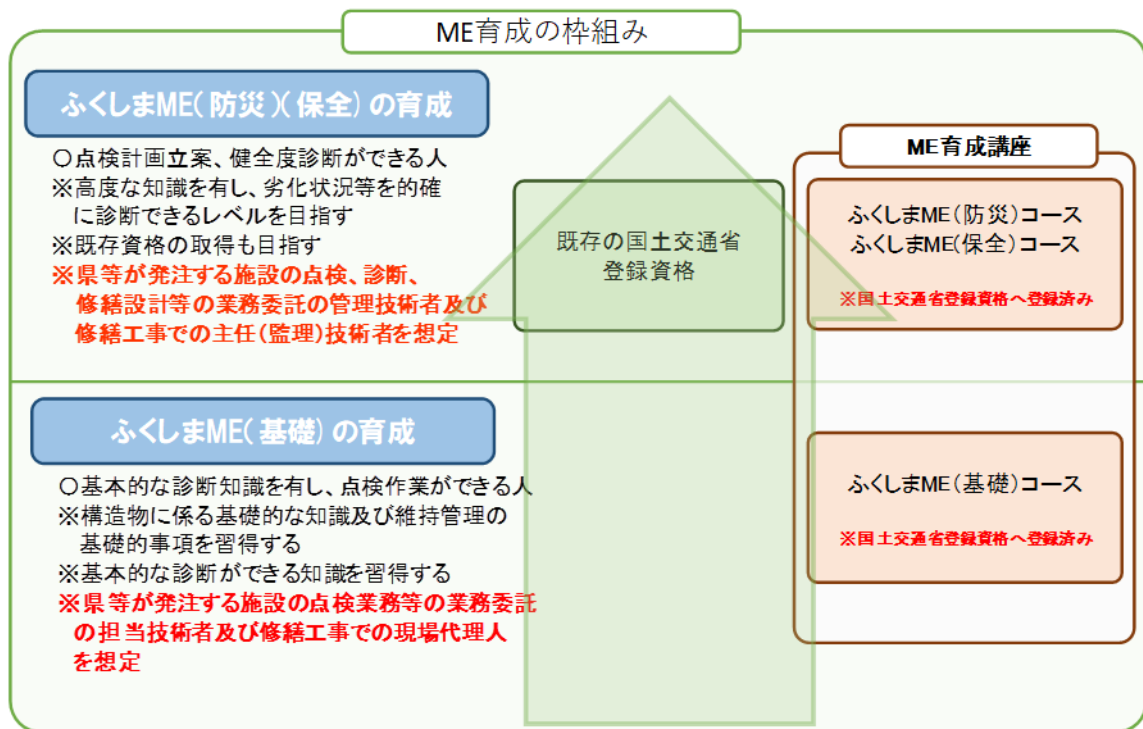 ME育成の枠組み
ふくしまME(防災)(保全)の育成
○点検計画立案、健全度診断ができる人
※高度な知識を有し、劣化状況等を的確
に診断できるレベルを目指す
※既存資格の取得も目指す
※県等が発注する施設の点検、診断、
修繕設計等の業務委託の管理技術者及び
修繕工事での主任(監理)技術者を想定
既存の国土交通省
登録資格
ME育成講座
ふくしまME(防災)コース
ふくしまME(保全)コース
※国土交通省登録資格へ登録済み
ふくしまME(基礎)の育成
○基本的な診断知識を有し、点検作業ができる人
※構造物に係る基礎的な知識及び維持管理の
基礎的事項を習得する
※基本的な診断ができる知識を習得する
※県等が発注する施設の点検業務等の業務委託
の担当技術者及び修繕工事での現場代理人
を想定
ふくしまME(基礎)コース
※国土交通省登録資格へ登録済み